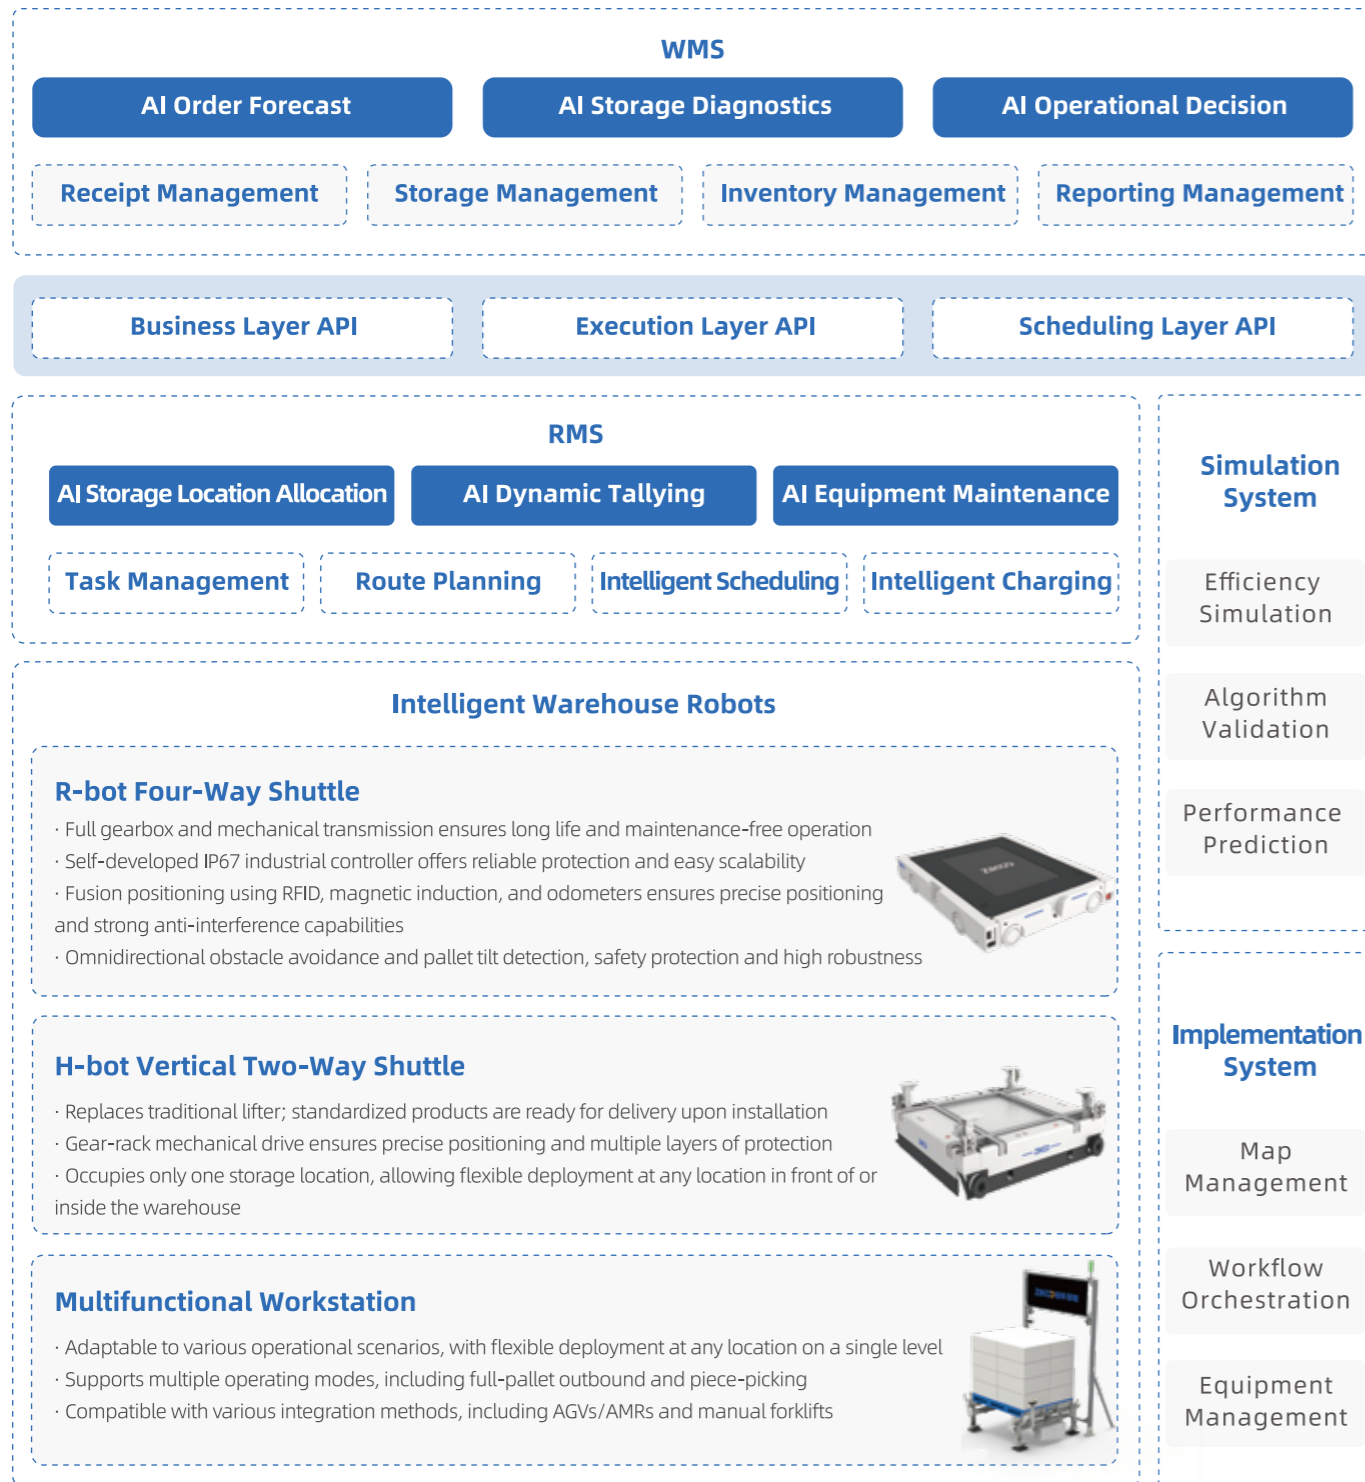 WMS
AI Order Forecast
AI Storage Diagnostics
AI Operational Decision
Receipt Management
Storage Management
Inventory Management
Reporting Management
Business Layer API
Execution Layer API
Scheduling Layer API
RMS
AI Storage Location Allocation
AI Dynamic Tallying
AI Equipment Maintenance
Task Management
Route Planning
Intelligent Scheduling
Intelligent Charging
Intelligent Warehouse Robots
R-bot Four-Way Shuttle
· Full gearbox and mechanical transmission ensures long life and maintenance-free operation
· Self-developed IP67 industrial controller offers reliable protection and easy scalability
· Fusion positioning using RFID, magnetic induction, and odometers ensures precise positioning
and strong anti-interference capabilities
· Omnidirectional obstacle avoidance and pallet tilt detection, safety protection and high robustness
H-bot Vertical Two-Way Shuttle
· Replaces traditional lifter; standardized products are ready for delivery upon installation
· Gear-rack mechanical drive ensures precise positioning and multiple layers of protection
· Occupies only one storage location, allowing flexible deployment at any location in front of or
inside the warehouse
Multifunctional Workstation
· Adaptable to various operational scenarios, with flexible deployment at any location on a single level
· Supports multiple operating modes, including full-pallet outbound and piece-picking
· Compatible with various integration methods, including AGVs/AMRs and manual forklifts
Simulation
System
Efficiency
Simulation
Algorithm
Validation
Performance
Prediction
Implementation
System
Map
Management
Workflow
Orchestration
Equipment
Management